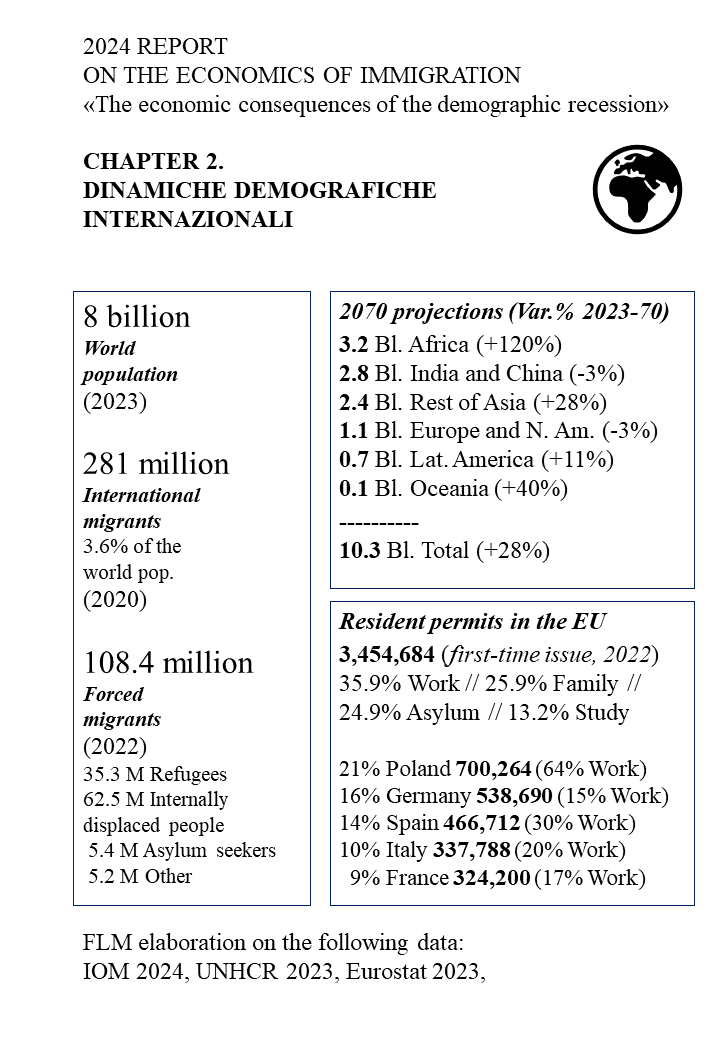 2024 REPORT
ON THE ECONOMICS OF IMMIGRATION
«The economic consequences of the demographic recession»
CHAPTER 2.
DINAMICHE DEMOGRAFICHE
INTERNAZIONALI
8 billion
World
population
(2023)
281 million
International
migrants
3.6% of the
world pop.
(2020)
108.4 million
Forced
migrants
(2022)
35.3 M Refugees
62.5 M Internally
displaced people
5.4 M Asylum seekers
5.2 M Other
2070 projections (Var.% 2023-70)
3.2 Bl. Africa (+120%)
2.8 Bl. India and China (-3%)
2.4 Bl. Rest of Asia (+28%)
1.1 Bl. Europe and N. Am. (-3%)
0.7 Bl. Lat. America (+11%)
0.1 Bl. Oceania (+40%)
----------
10.3 Bl. Total (+28%)
Resident permits in the EU
3,454,684 (first-time issue, 2022)
35.9% Work // 25.9% Family //
24.9% Asylum // 13.2% Study
21% Poland 700,264 (64% Work)
16% Germany 538,690 (15% Work)
14% Spain 466,712 (30% Work)
10% Italy 337,788 (20% Work)
9% France 324,200 (17% Work)
FLM elaboration on the following data:
IOM 2024, UNHCR 2023, Eurostat 2023,